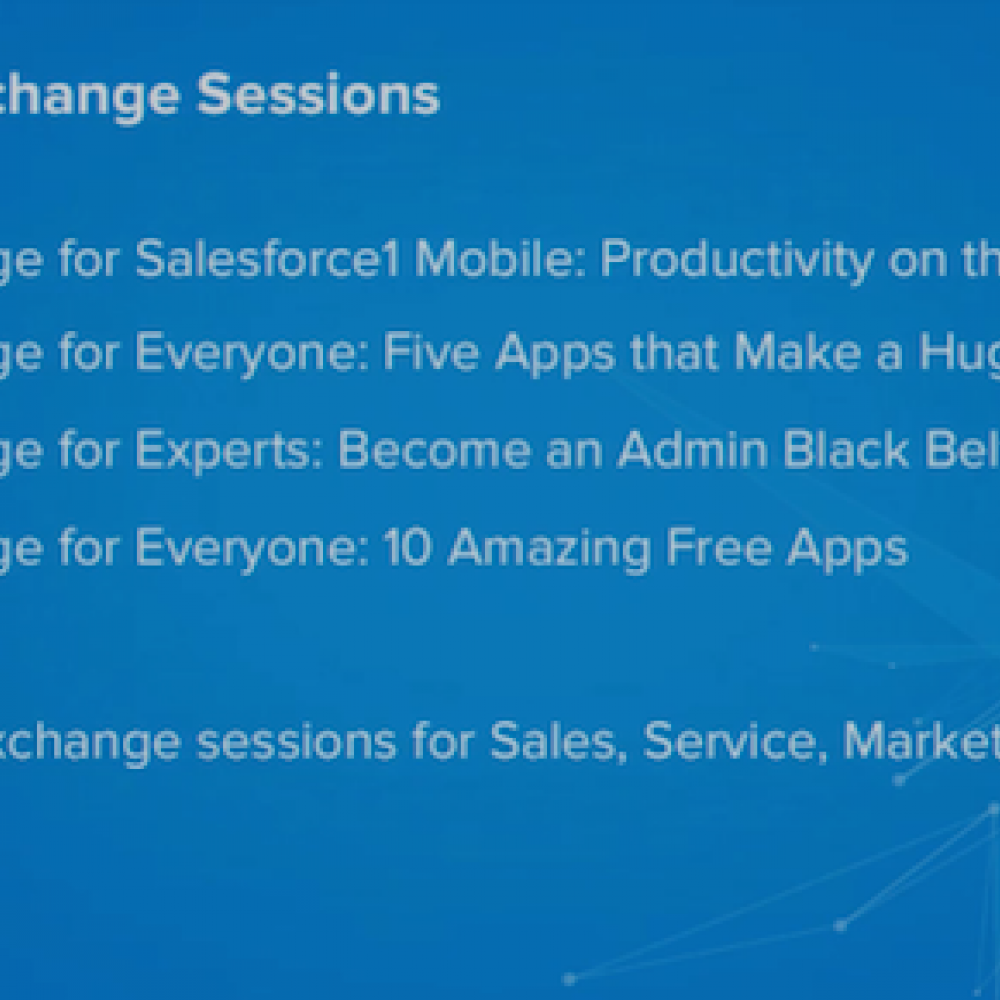 change Sessions
ge for Salesforce1 Mobile: Productivity on th
ge for Everyone: Five Apps that Make a Hug
ge for Experts: Become an Admin Black Bel
ge for Everyone: 10 Amazing Free Apps
xchange sessions for Sales, Service, Market